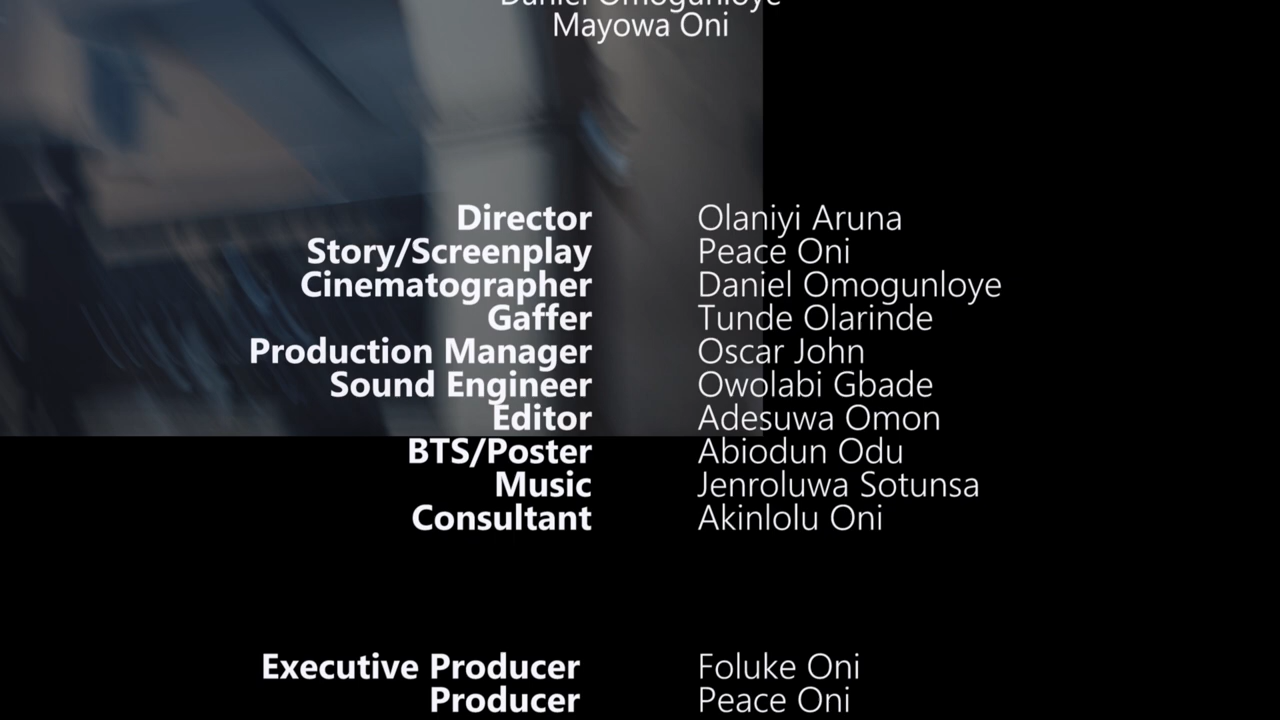 Daniel Omogunloye
Mayowa Oni
Director Olaniyi Aruna
Story/Screenplay Peace Oni
Cinematographer Daniel Omogunloye
Gaffer Tunde Olarinde
Production Manager Oscar John
Sound Engineer Owolabi Gbade
Editor Adesuwa Omon
BTS/Poster Abiodun Odu
Music Jenroluwa Sotunsa
Consultant Akinlolu Oni
Executive Producer Foluke Oni
Producer Peace Oni